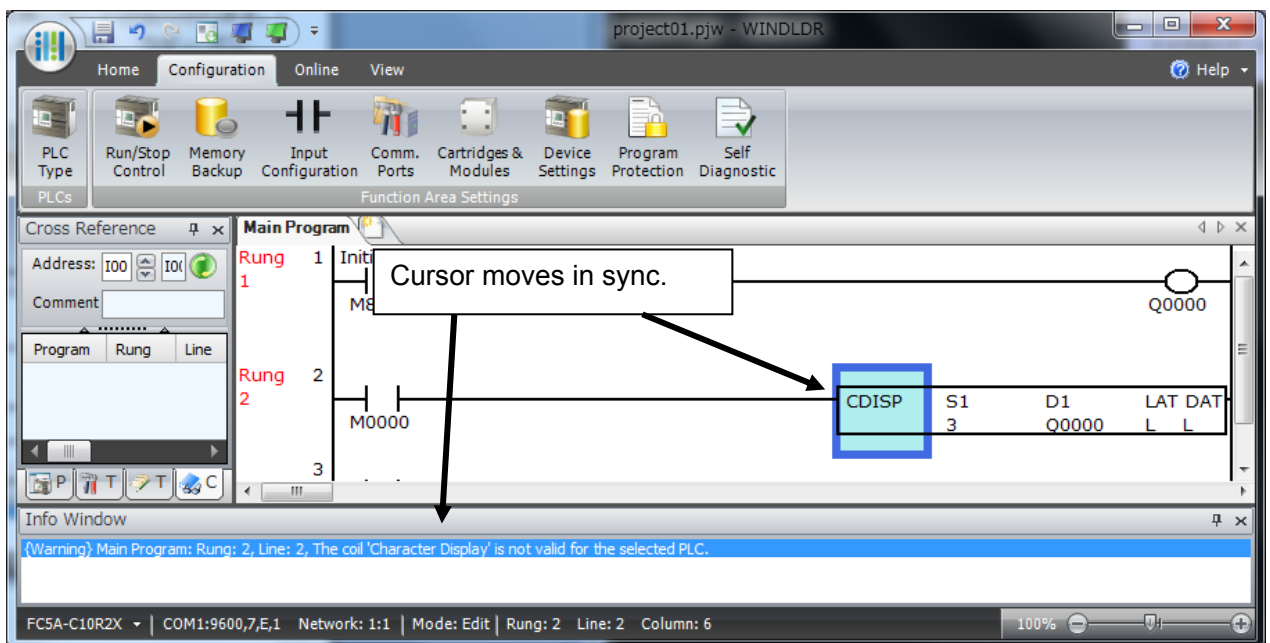 project01.pjw - WINDLDR
Home Configuration Online View Help
PLC Type
Run/Stop Control
Memory Backup
Input Configuration
Comm. Ports
Cartridges & Modules
Device Settings
Program Protection
Self Diagnostic
PLCs Function Area Settings
Cross Reference
Address: I00
Comment
Program Rung Line
P T T C
Main Program
Rung 1
1
Cursor moves in sync.
Q0000
Rung 2
2
M0000
CDISP S1 D1 LAT DAT
3 Q0000 L L
3
Info Window
{Warning} Main Program: Rung: 2, Line: 2, The coil 'Character Display' is not valid for the selected PLC.
FC5A-C10R2X COM1:9600,7,E,1 Network: 1:1 Mode: Edit Rung: 2 Line: 2 Column: 6 100%